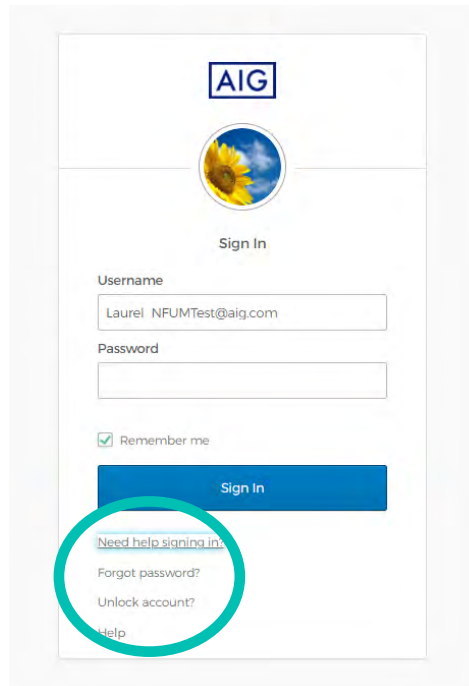 AIG
Sign In
Username
Laurel NFUMTest@aig.com
Password
Remember me
Sign In
Need help signing in?
Forgot password?
Unlock account?
Help